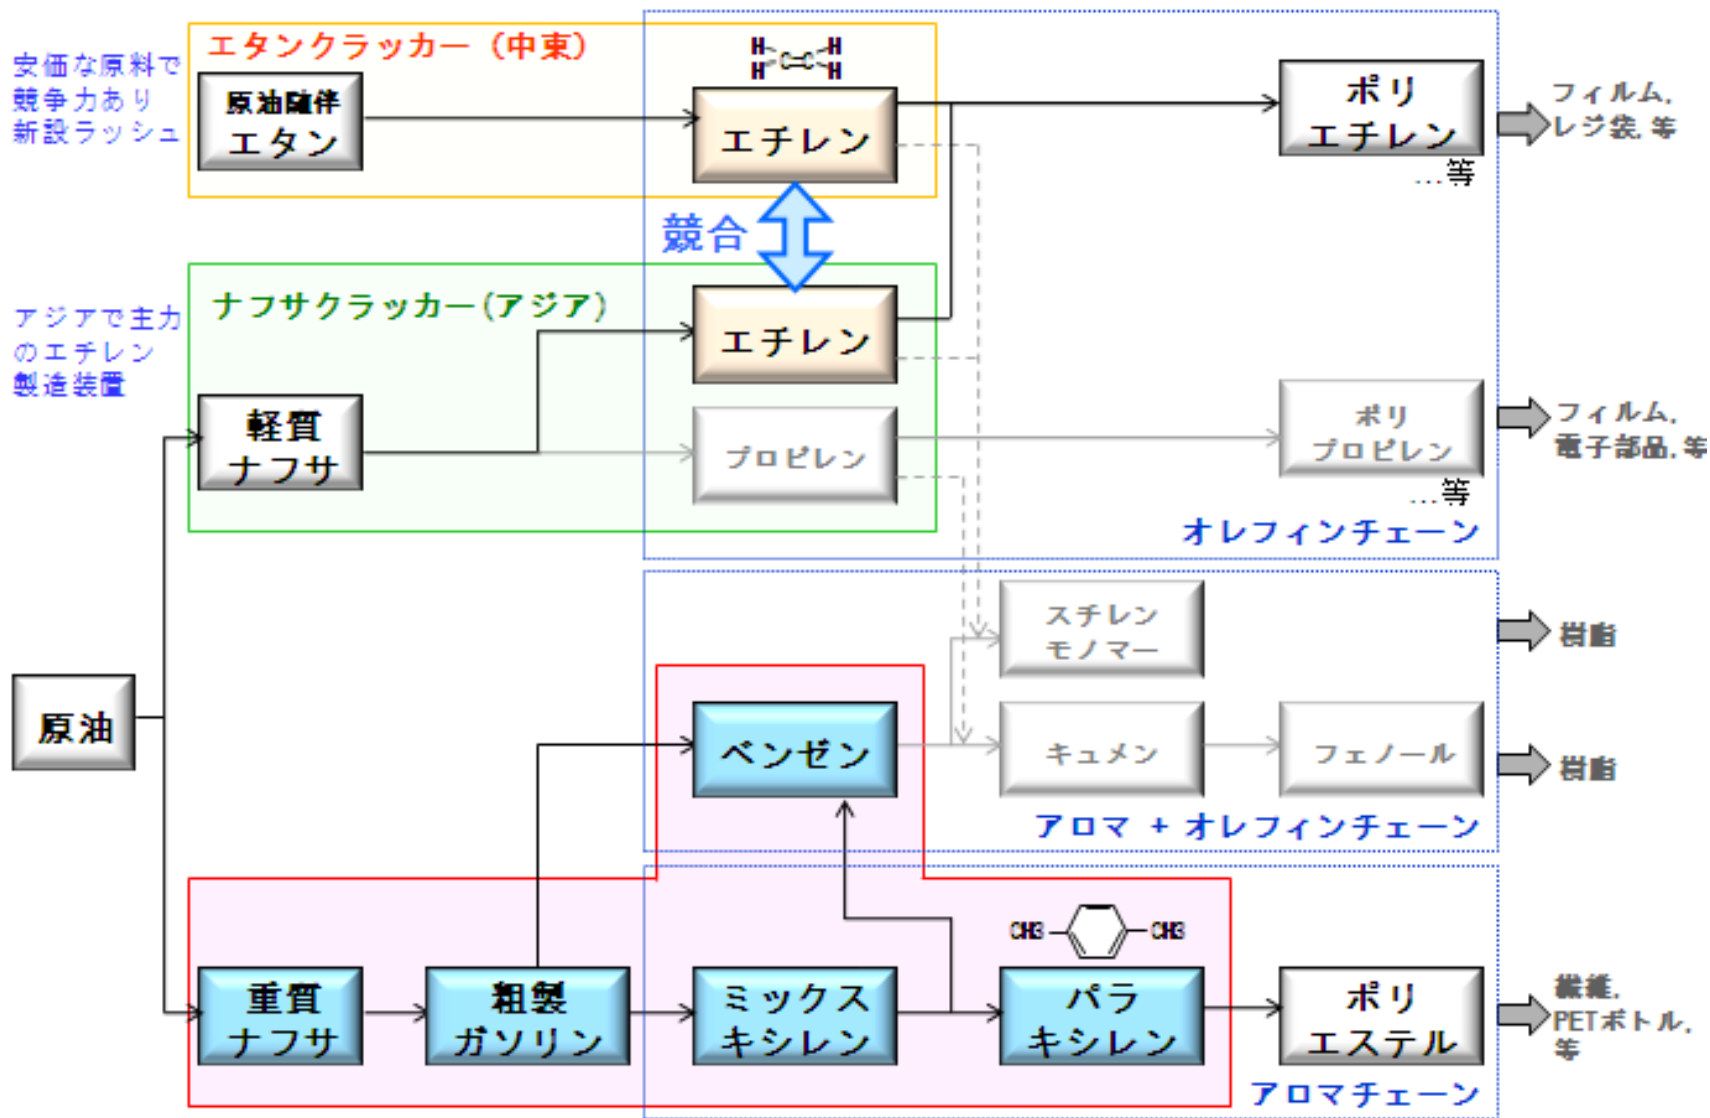 エタンクラッカー (中東)
安価な原料で
競争力あり
新設ラッシュ
原油随伴
エタン
H H
C=C
H H
エチレン
ポリ
エチレン
...等
フィルム,
レジ袋,等
競合
ナフサクラッカー(アジア)
アジアで主力
のエチレン
製造装置
軽質
ナフサ
エチレン
プロピレン
ポリ
プロピレン
...等
フィルム,
電子部品,等
オレフィンチェーン
スチレン
モノマー
樹脂
原油
ベンゼン
キュメン
フェノール
樹脂
アロマ + オレフィンチェーン
CH3
CH3
重質
ナフサ
粗製
ガソリン
ミックス
キシレン
パラ
キシレン
ポリ
エステル
繊維,
PETボトル,
等
アロマチェーン